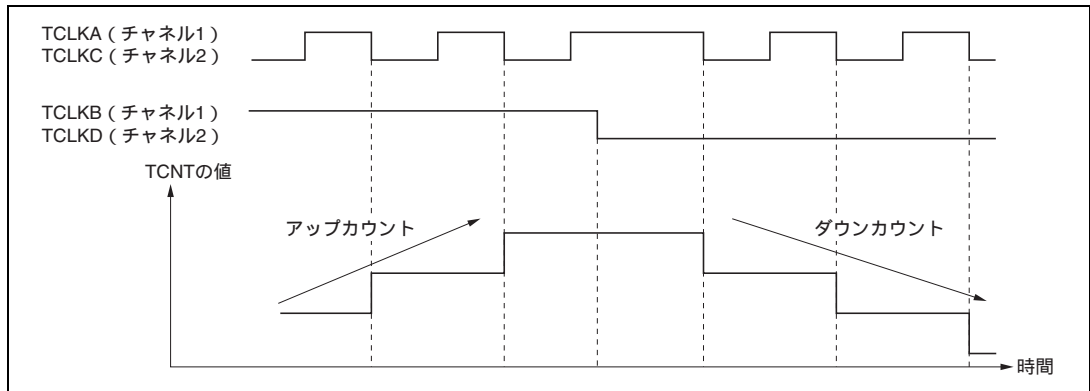 TCLKA（チャネル1）
TCLKC（チャネル2）
TCLKB（チャネル1）
TCLKD（チャネル2）
TCNTの値
アップカウント
ダウンカウント
時間